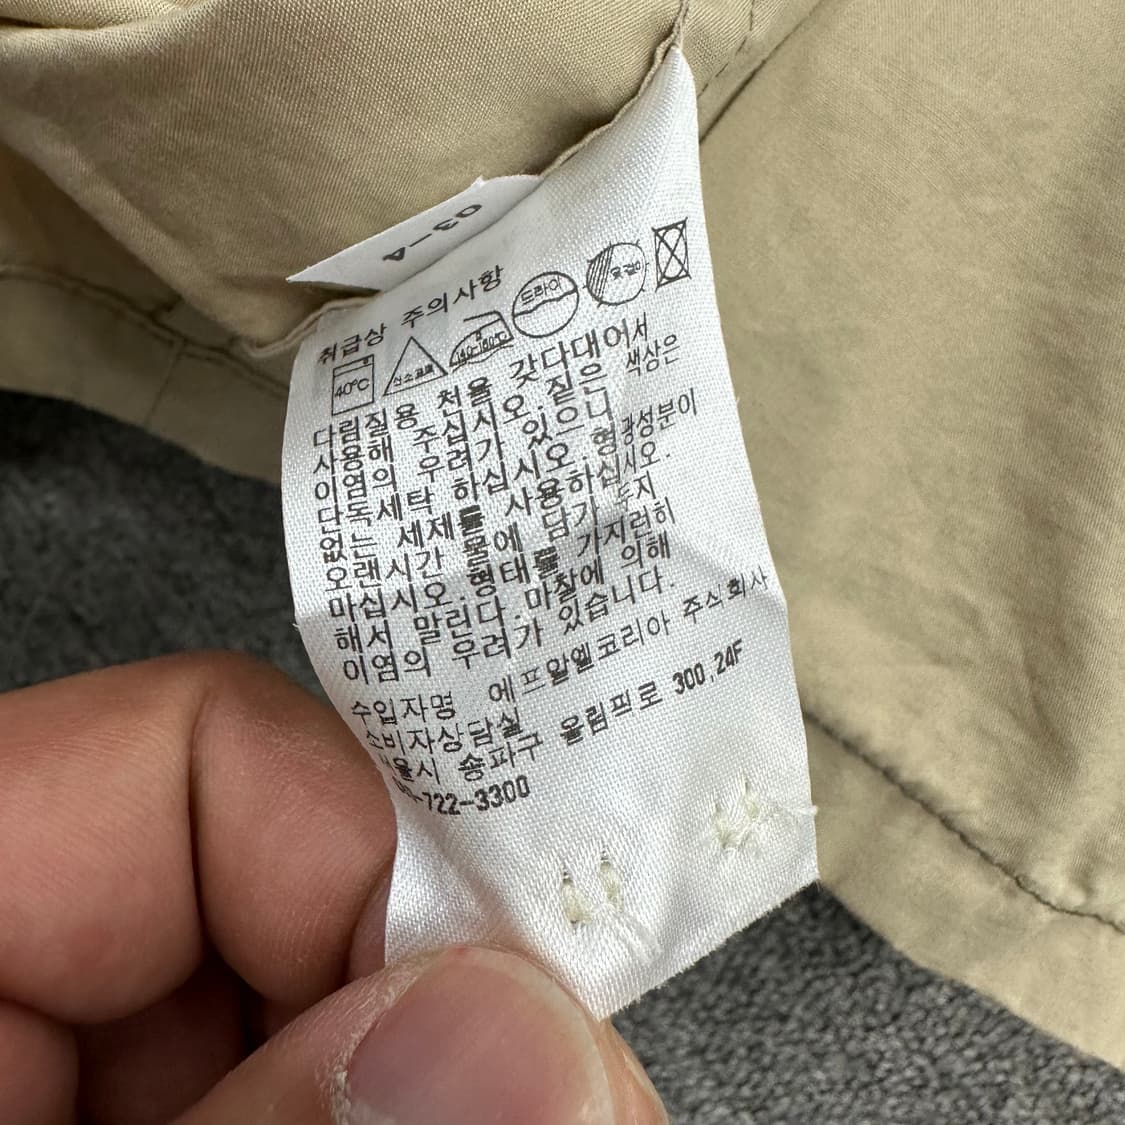 03-A
취급상 주의사항
40℃ 산소표백 140-160℃ 드라이 옷걸이
다림질용 천을 갖다대어서
사용해 주십시오.짙은 색상은
이염의 우려가 있으니
단독세탁 하십시오.형광성분이
없는 세제를 사용하십시오.
오랜시간 물에 담가 두지
마십시오.형태를 가지런히
해서 말린다.마찰에 의해
이염의 우려가 있습니다.
수입자명 에프알엘코리아 주식회사
소비자상담실
서울시 송파구 올림픽로 300,24F
-722-3300